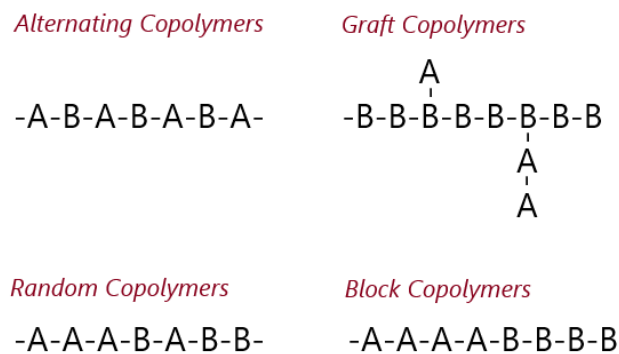 Alternating Copolymers
-A-B-A-B-A-B-A-
Graft Copolymers
A
-B-B-B-B-B-B-B-B
A
A
Random Copolymers
-A-A-A-B-A-B-B-
Block Copolymers
-A-A-A-A-B-B-B-B